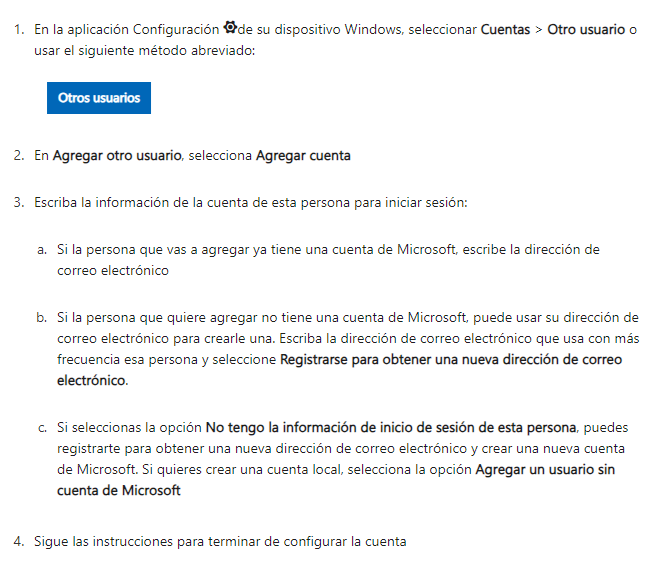 1. En la aplicación Configuración de su dispositivo Windows, seleccionar Cuentas > Otro usuario o
usar el siguiente método abreviado:
Otros usuarios
2. En Agregar otro usuario, selecciona Agregar cuenta
3. Escriba la información de la cuenta de esta persona para iniciar sesión:
a. Si la persona que vas a agregar ya tiene una cuenta de Microsoft, escribe la dirección de
correo electrónico
b. Si la persona que quiere agregar no tiene una cuenta de Microsoft, puede usar su dirección de
correo electrónico para crearle una. Escriba la dirección de correo electrónico que usa con más
frecuencia esa persona y seleccione Registrarse para obtener una nueva dirección de correo
electrónico.
c. Si seleccionas la opción No tengo la información de inicio de sesión de esta persona, puedes
registrarte para obtener una nueva dirección de correo electrónico y crear una nueva cuenta
de Microsoft. Si quieres crear una cuenta local, selecciona la opción Agregar un usuario sin
cuenta de Microsoft
4. Sigue las instrucciones para terminar de configurar la cuenta